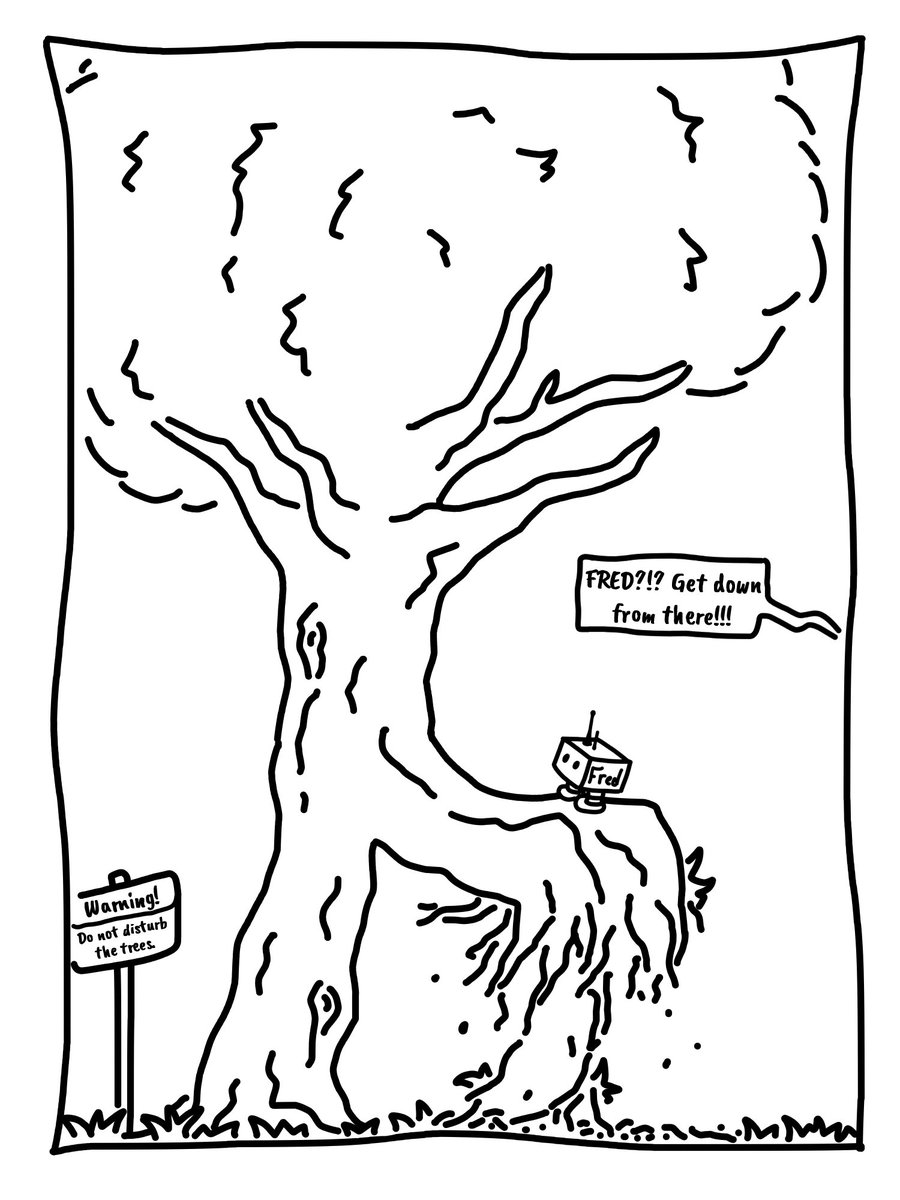 FRED?!? Get down
from there!!!
Fred
Warning!
Do not disturb
the trees.